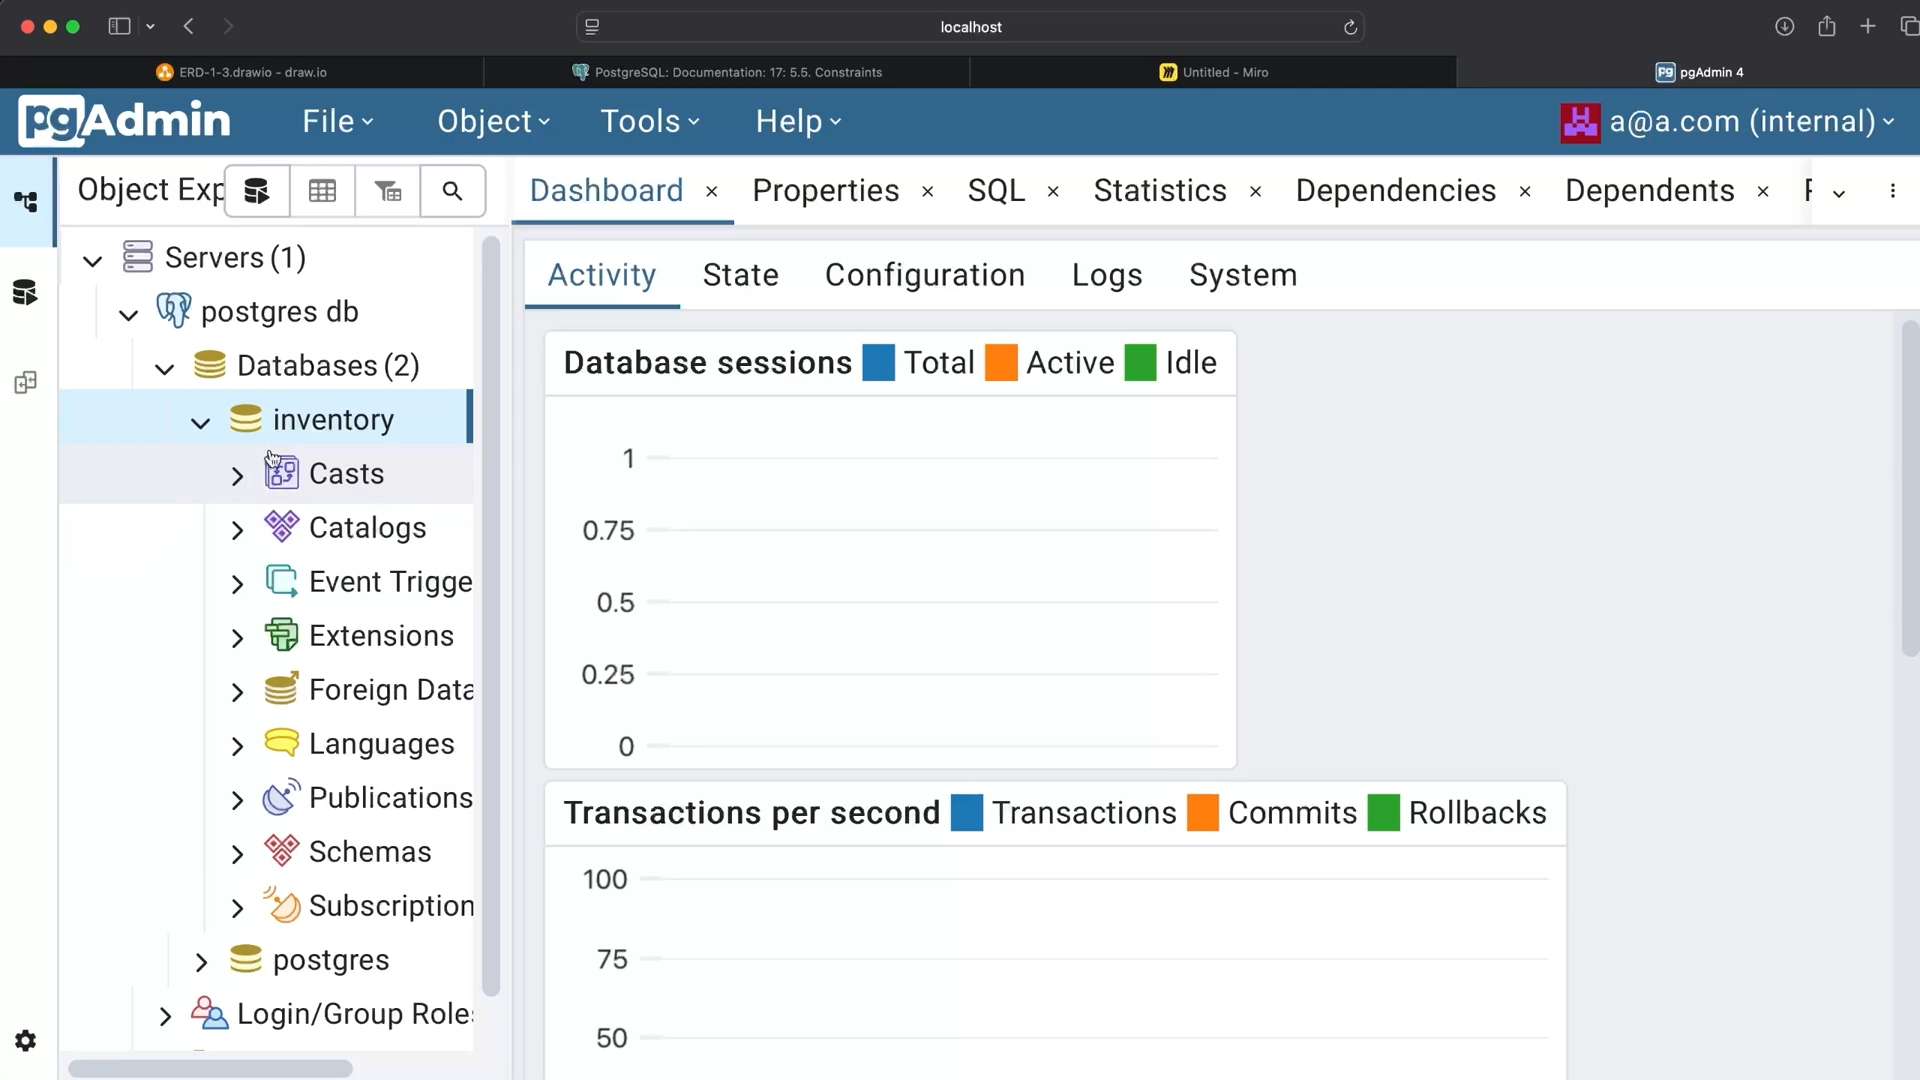 localhost
ERD-1-3.drawio - draw.io
PostgreSQL: Documentation: 17: 5.5. Constraints
Untitled - Miro
pgAdmin 4
pgAdmin
File
Object
Tools
Help
a@a.com (internal)
Object Exp
Dashboard
Properties
SQL
Statistics
Dependencies
Dependents
Servers (1)
postgres db
Databases (2)
inventory
Casts
Catalogs
Event Trigge
Extensions
Foreign Data
Languages
Publications
Schemas
Subscription
postgres
Login/Group Roles
Activity
State
Configuration
Logs
System
Database sessions Total Active Idle
1
0.75
0.5
0.25
0
Transactions per second Transactions Commits Rollbacks
100
75
50